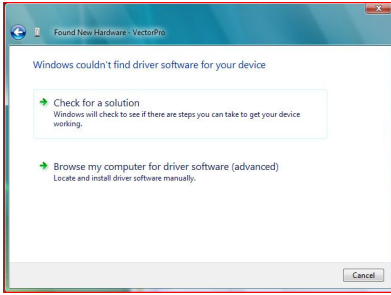 Found New Hardware - VectorPro
Windows couldn't find driver software for your device
Check for a solution
Windows will check to see if there are steps you can take to get your device
working.
Browse my computer for driver software (advanced)
Locate and install driver software manually.
Cancel